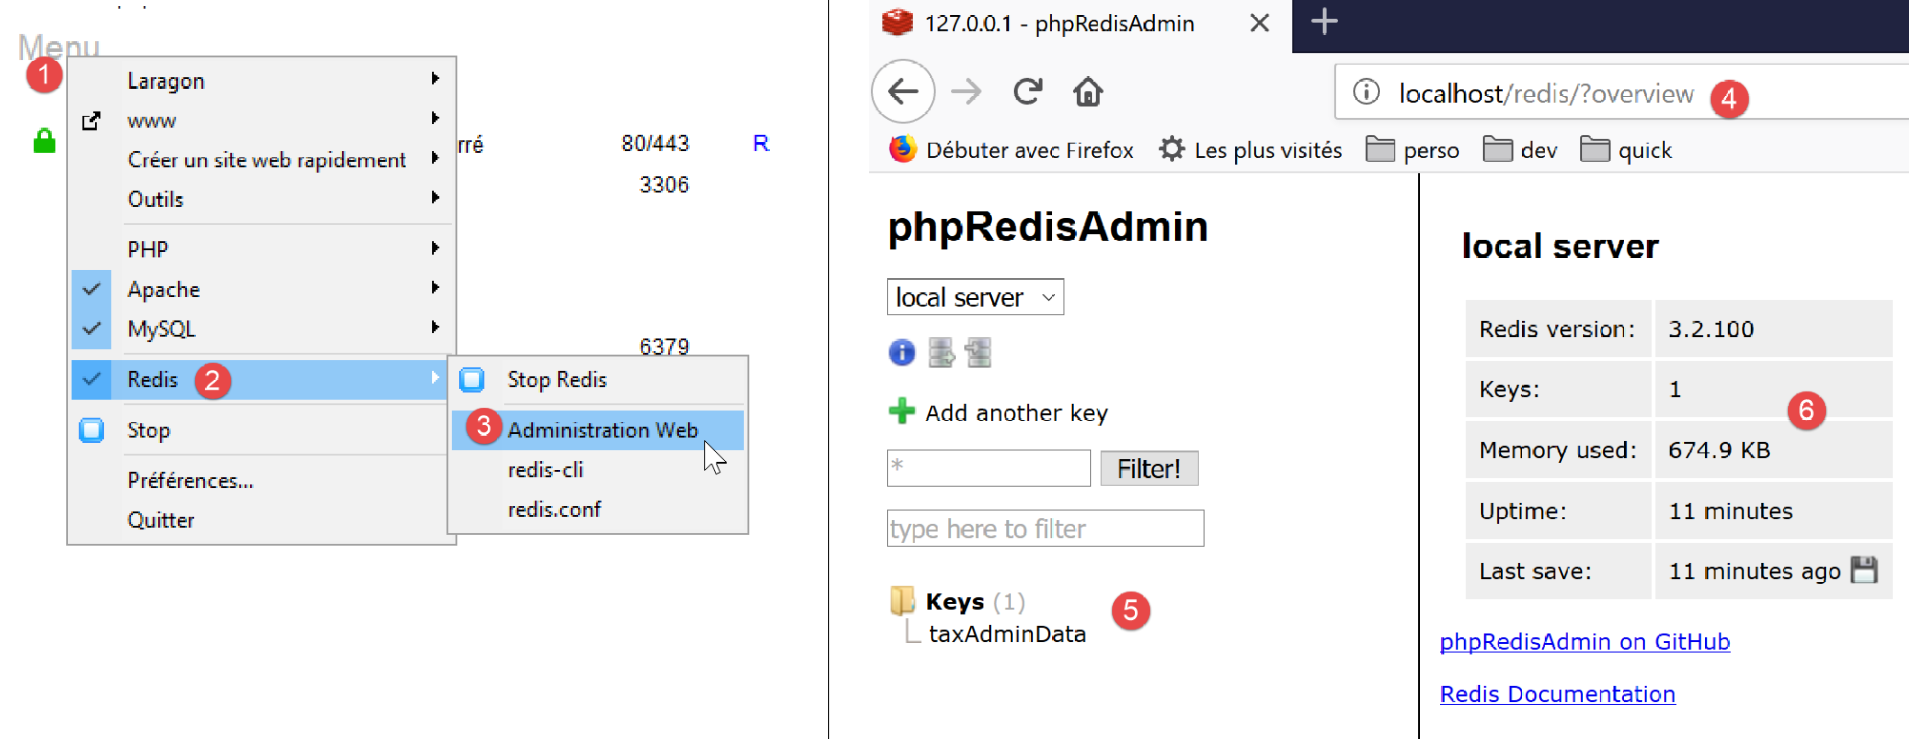 Menu
1
Laragon
www
Créer un site web rapidement
Outils
PHP
Apache
MySQL
Redis 2
Stop
Préférences...
Quitter
rré 80/443 R
3306
6379
Stop Redis
3 Administration Web
redis-cli
redis.conf
127.0.0.1 - phpRedisAdmin
localhost/redis/?overview 4
Débuter avec Firefox Les plus visités perso dev quick
phpRedisAdmin
local server
Add another key
* Filter!
type here to filter
Keys (1) 5
taxAdminData
local server
Redis version: 3.2.100
Keys: 1
6
Memory used: 674.9 KB
Uptime: 11 minutes
Last save: 11 minutes ago
phpRedisAdmin on GitHub
Redis Documentation